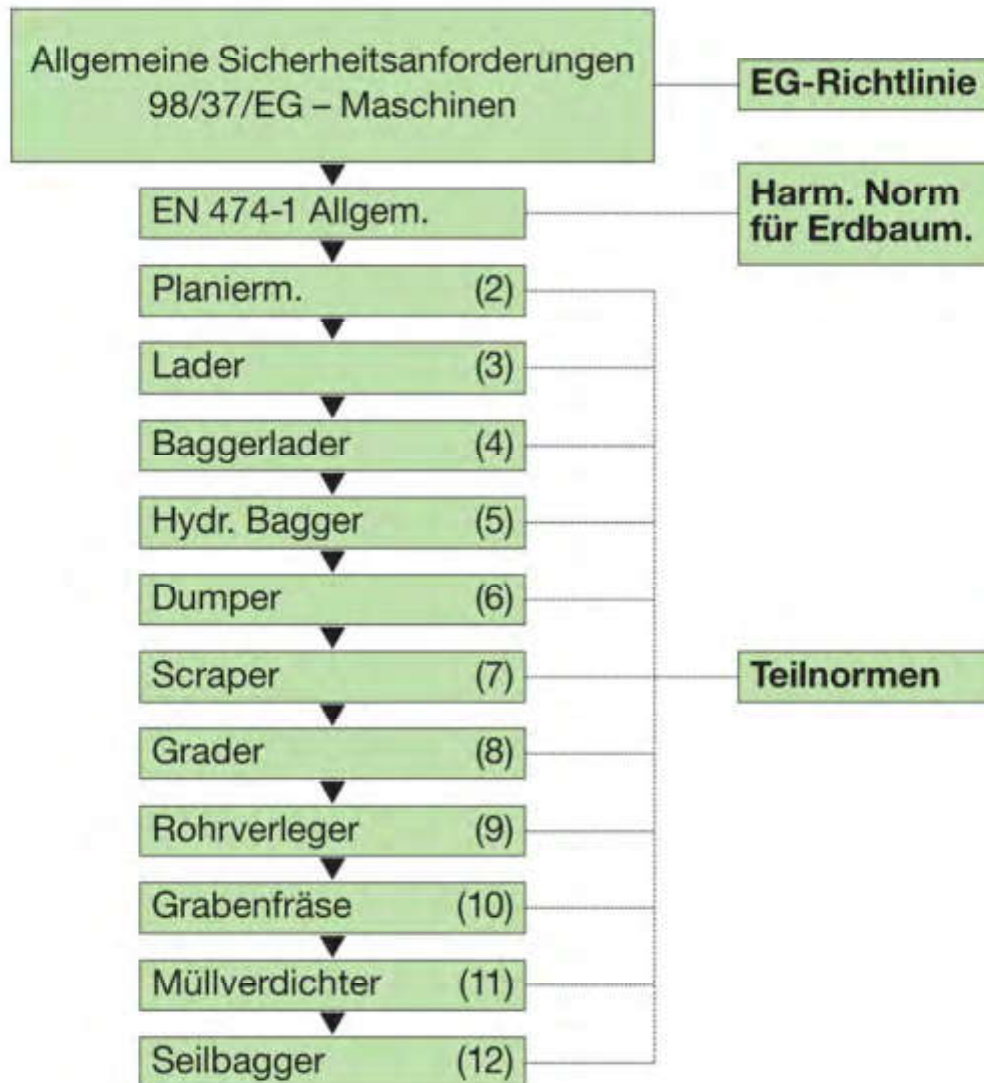 Allgemeine Sicherheitsanforderungen
98/37/EG – Maschinen
EG-Richtlinie
EN 474-1 Allgem.
Harm. Norm
für Erdbaum.
Planierm. (2)
Lader (3)
Baggerlader (4)
Hydr. Bagger (5)
Dumper (6)
Scraper (7)
Teilnormen
Grader (8)
Rohrverleger (9)
Grabenfräse (10)
Müllverdichter (11)
Seilbagger (12)